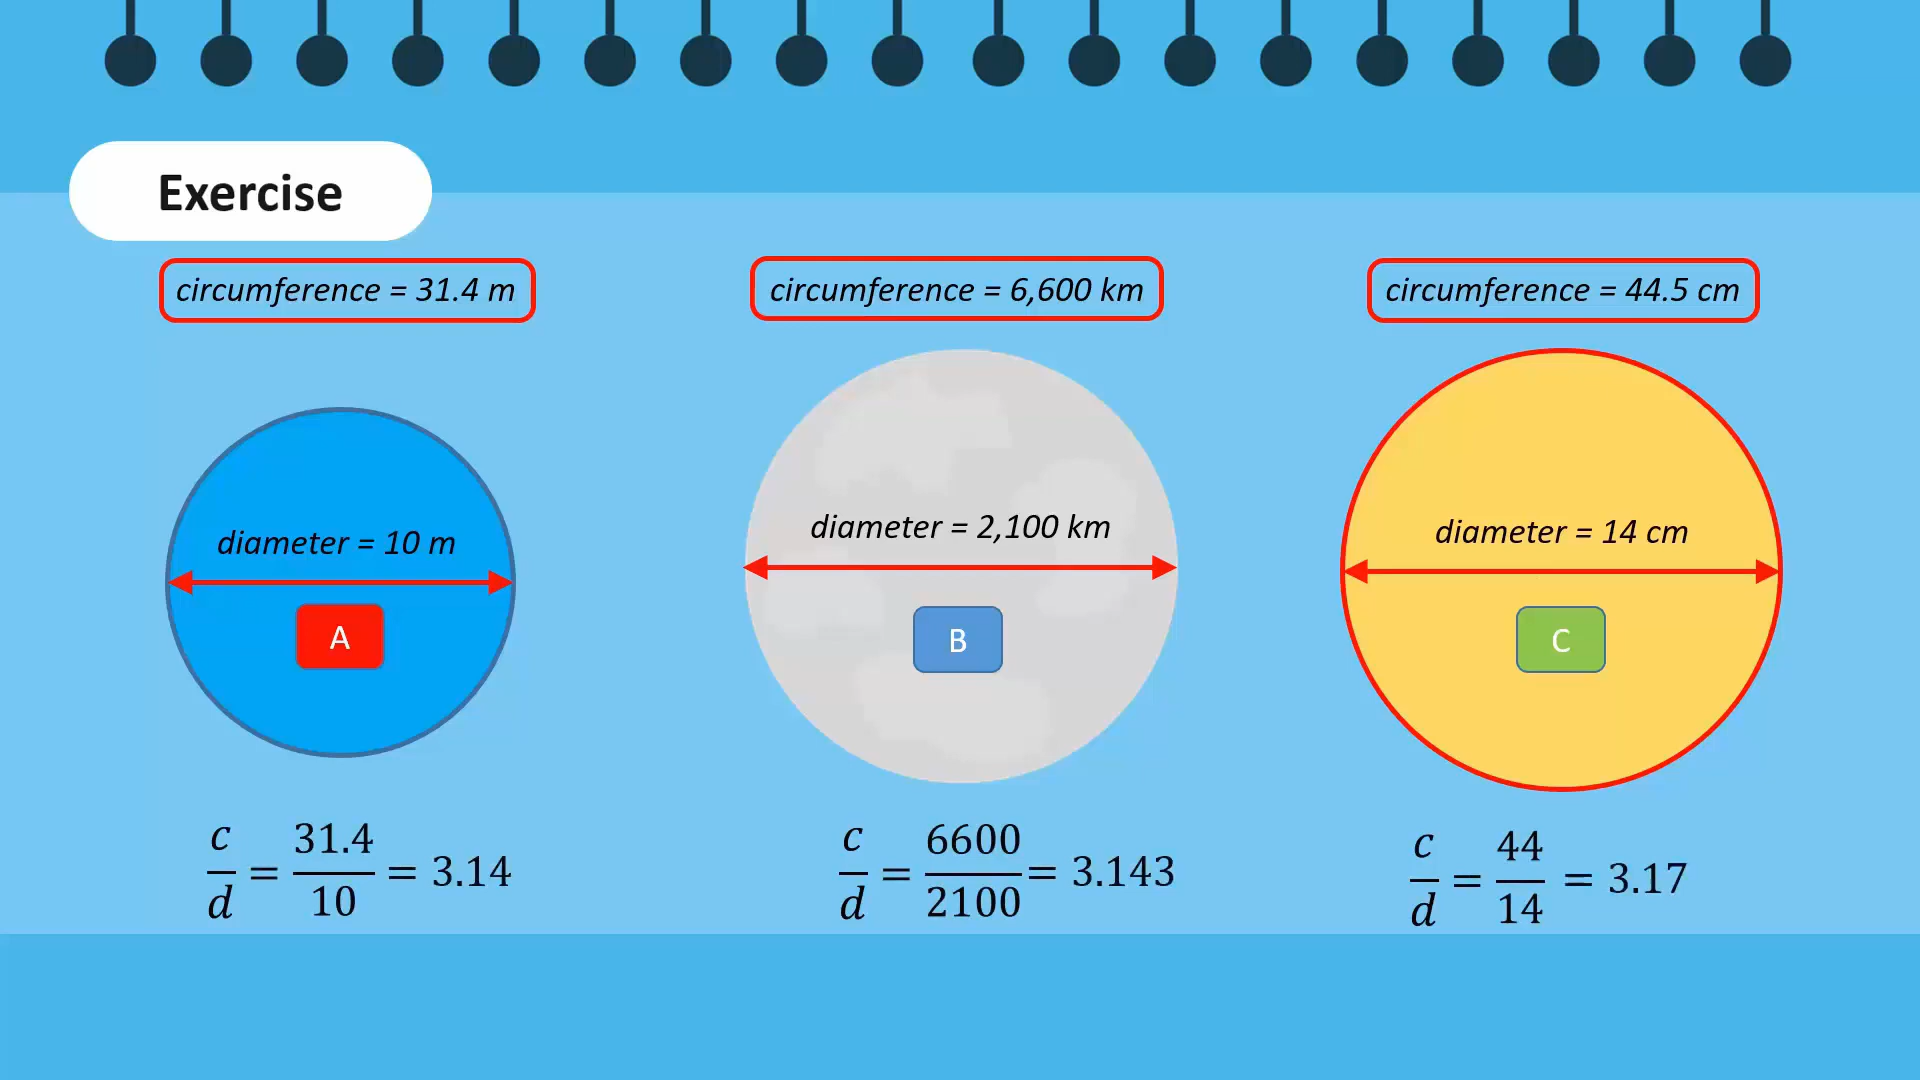 Exercise
circumference = 31.4 m
circumference = 6,600 km
circumference = 44.5 cm
diameter = 10 m
diameter = 2,100 km
diameter = 14 cm
A
B
C
c/d = 31.4/10 = 3.14
c/d = 6600/2100 = 3.143
c/d = 44/14 = 3.17